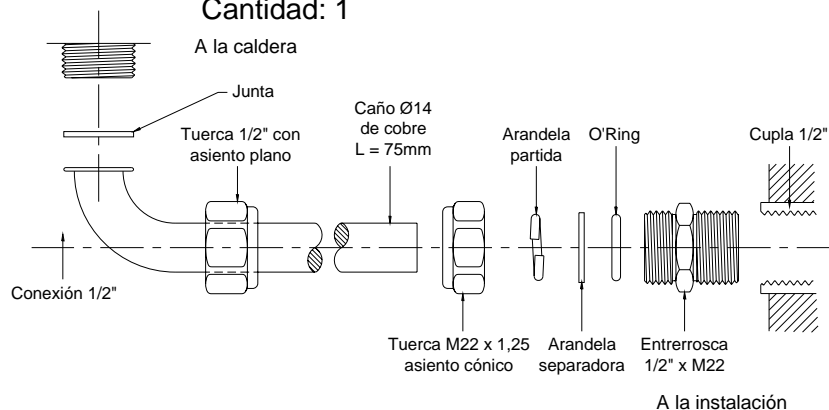 Cantidad: 1
A la caldera
Junta
Tuerca 1/2" con
asiento plano
Caño Ø14
de cobre
L = 75mm
Arandela
partida
O'Ring
Cupla 1/2"
Conexión 1/2"
Tuerca M22 x 1,25
asiento cónico
Arandela
separadora
Entrerrosca
1/2" x M22
A la instalación